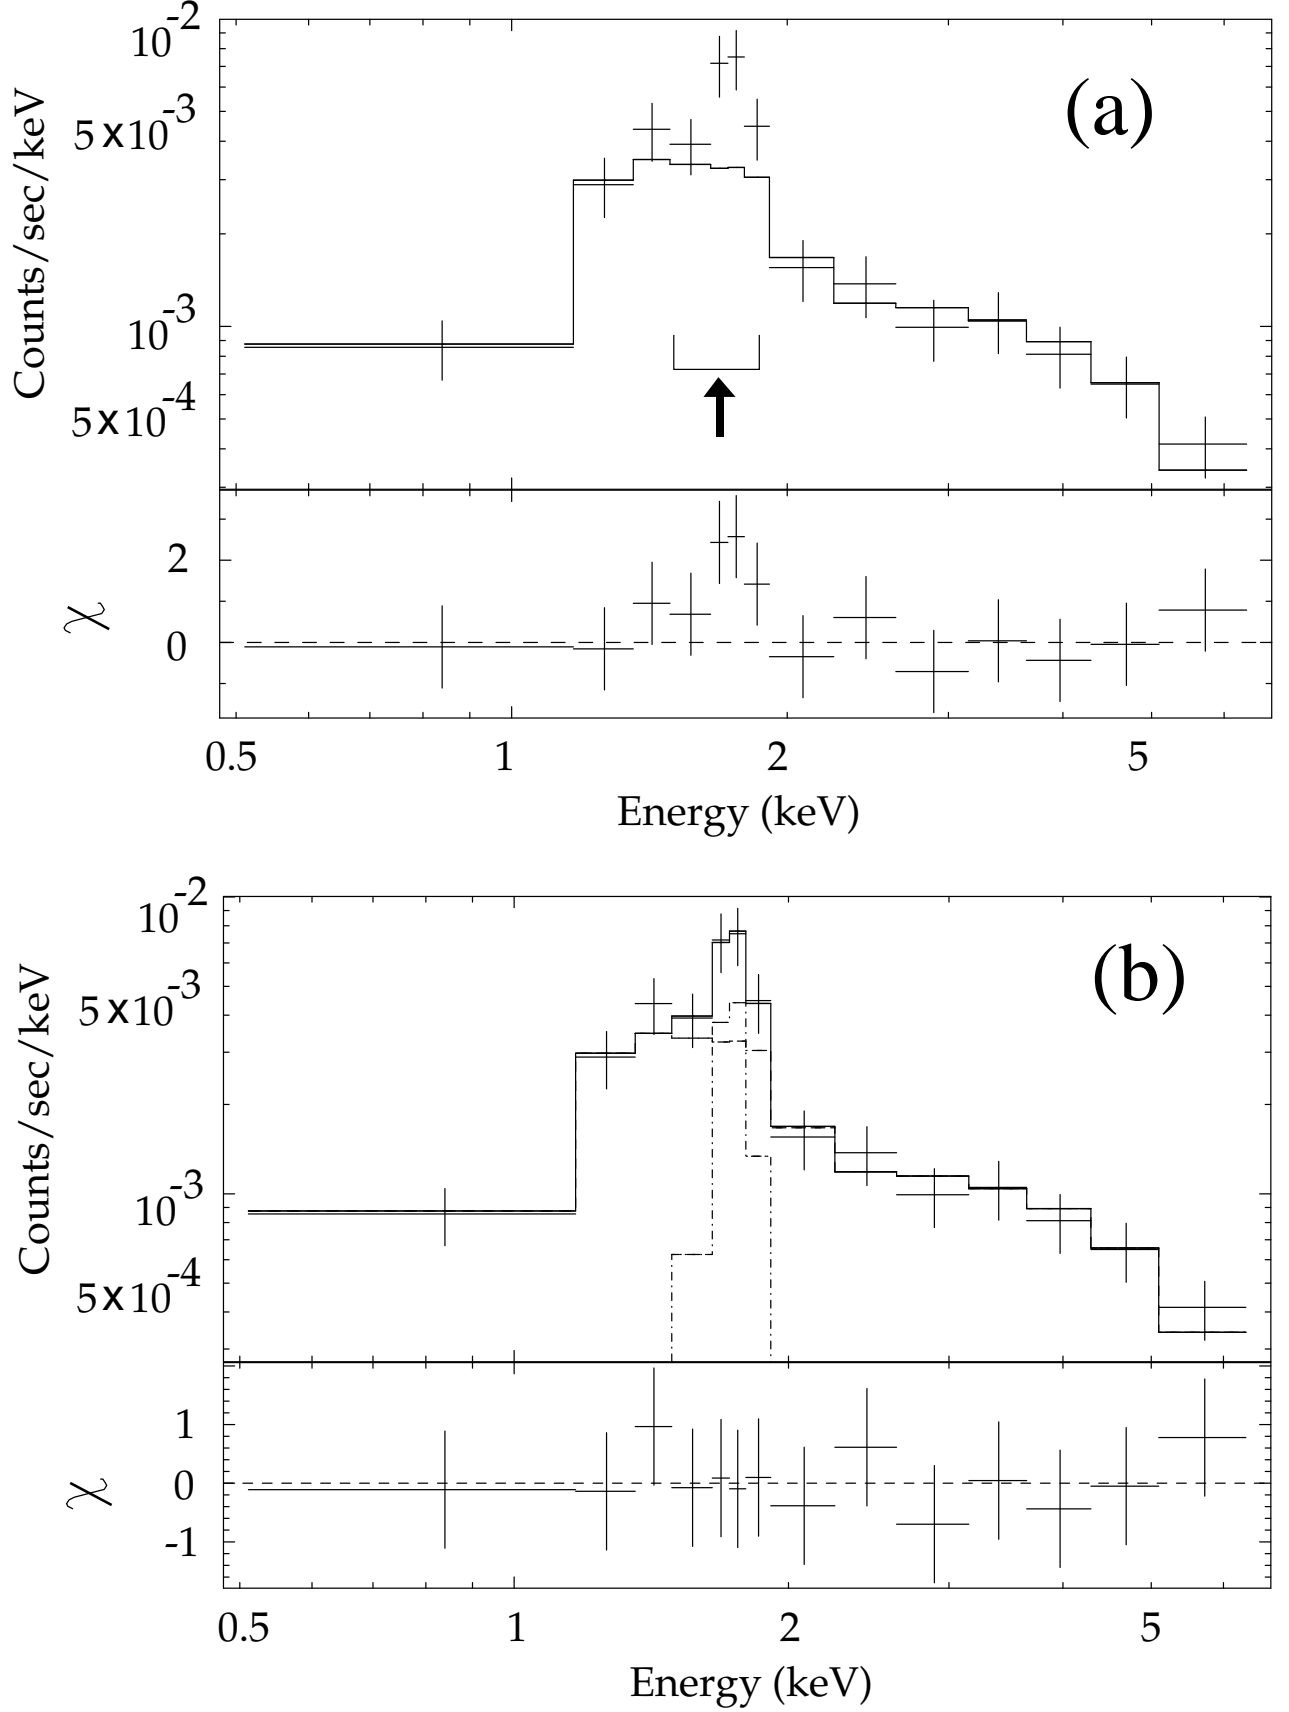 (a)
Counts/sec/keV
10^-2
5x10^-3
10^-3
5x10^-4
χ
2
0
0.5 1 2 5
Energy (keV)
(b)
Counts/sec/keV
10^-2
5x10^-3
10^-3
5x10^-4
χ
1
0
-1
0.5 1 2 5
Energy (keV)